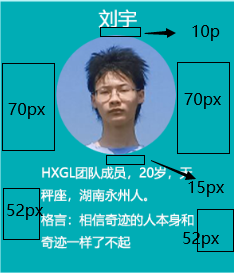 刘宇
10p
70px
70px
HXGL团队成员，20岁，天
秤座，湖南永州人。
15px
格言：相信奇迹的人本身和
奇迹一样了不起
52px
52px